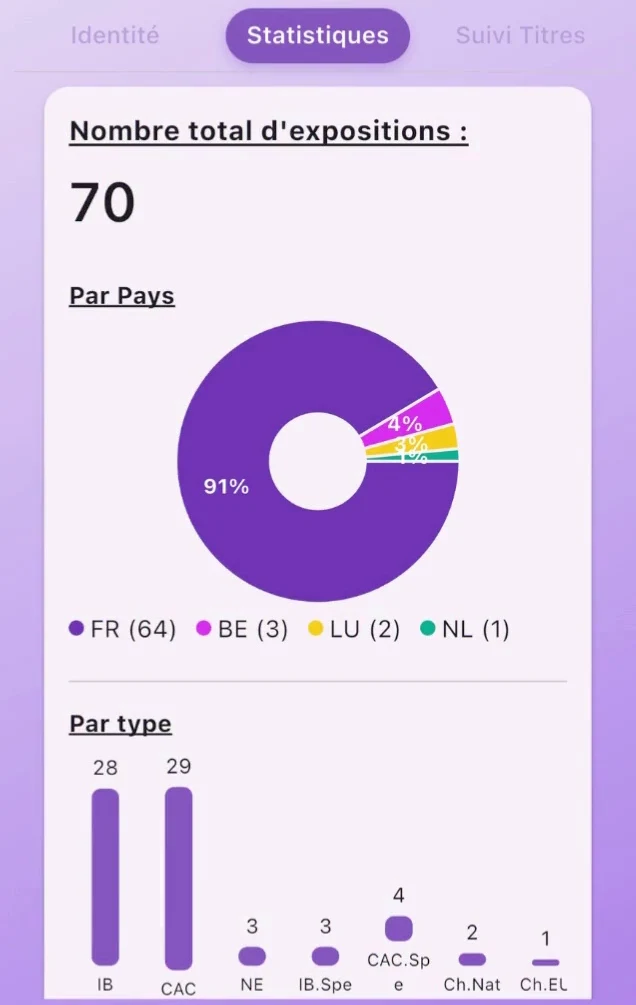 Identité Statistiques Suivi Titres
Nombre total d'expositions :
70
Par Pays
4%
3%
1%
91%
FR (64) BE (3) LU (2) NL (1)
Par type
28 29 3 3 4 2 1
IB CAC NE IB.Spe CAC.Sp
e Ch.Nat Ch.EU